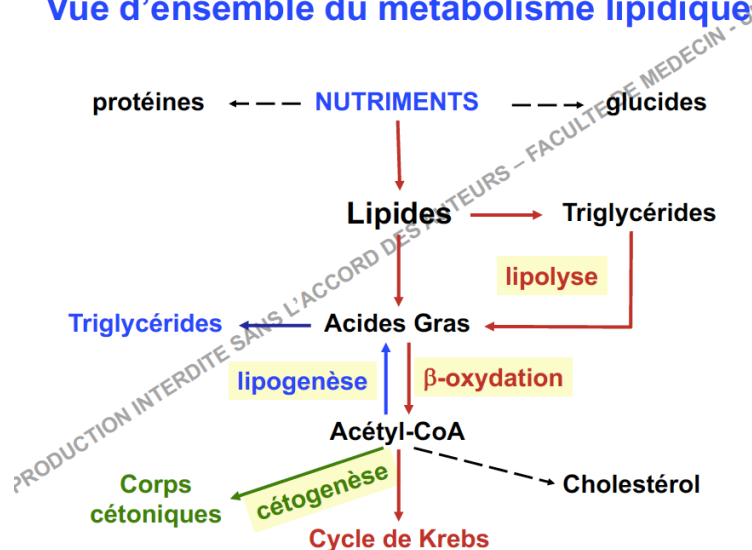 Vue d'ensemble du métabolisme lipidique
protéines
NUTRIMENTS
glucides
Lipides
Triglycérides
lipolyse
Triglycérides
Acides Gras
lipogenèse
β-oxydation
Acétyl-CoA
Corps
cétoniques
cétogenèse
Cholestérol
Cycle de Krebs
PRODUCTION INTERDITE SANS L'ACCORD DES AUTEURS – FACULTE DE MEDECIN -